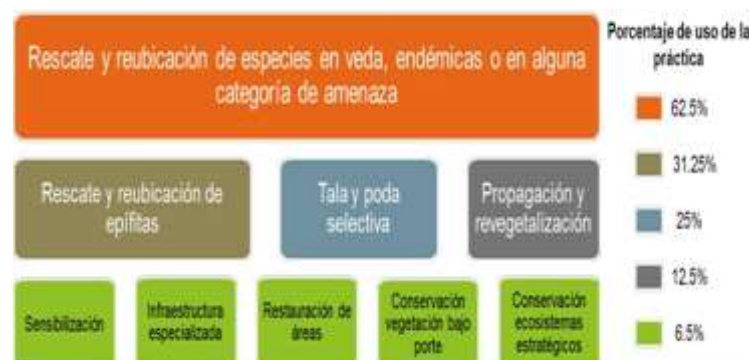 Rescate y reubicación de especies en veda, endémicas o en alguna
categoría de amenaza
Rescate y reubicación de
epífitas
Tala y poda
selectiva
Propagación y
revegetalización
Sensibilización
Infraestructura
especializada
Restauración de
áreas
Conservación
vegetación bajo
porte
Conservación
ecosistemas
estratégicos
Porcentaje de uso de la
práctica
62.5%
31.25%
25%
12.5%
6.5%